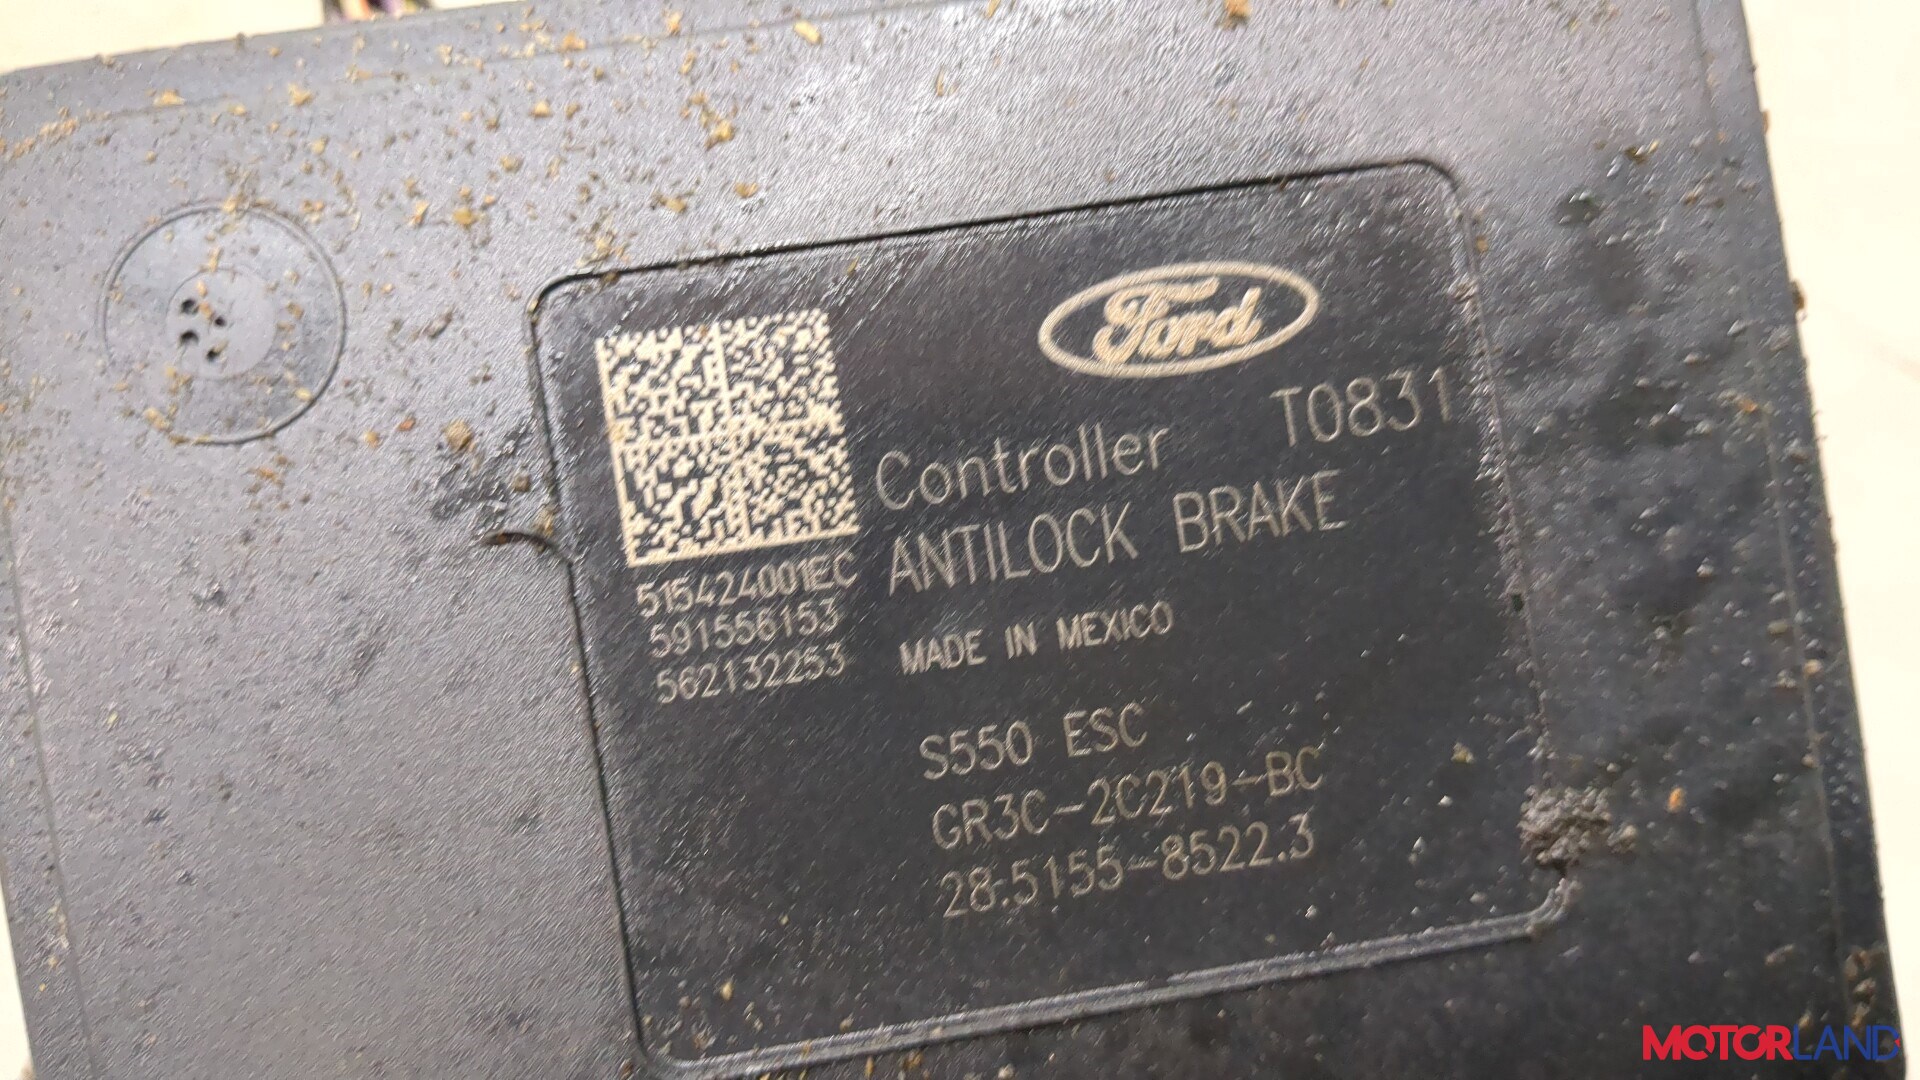 Ford
Controller T0831
ANTILOCK BRAKE
515424001EC
591556153
562132253
MADE IN MEXICO
S550 ESC
GR3C-2C219-BC
28.5155-8522.3
MOTORLAND